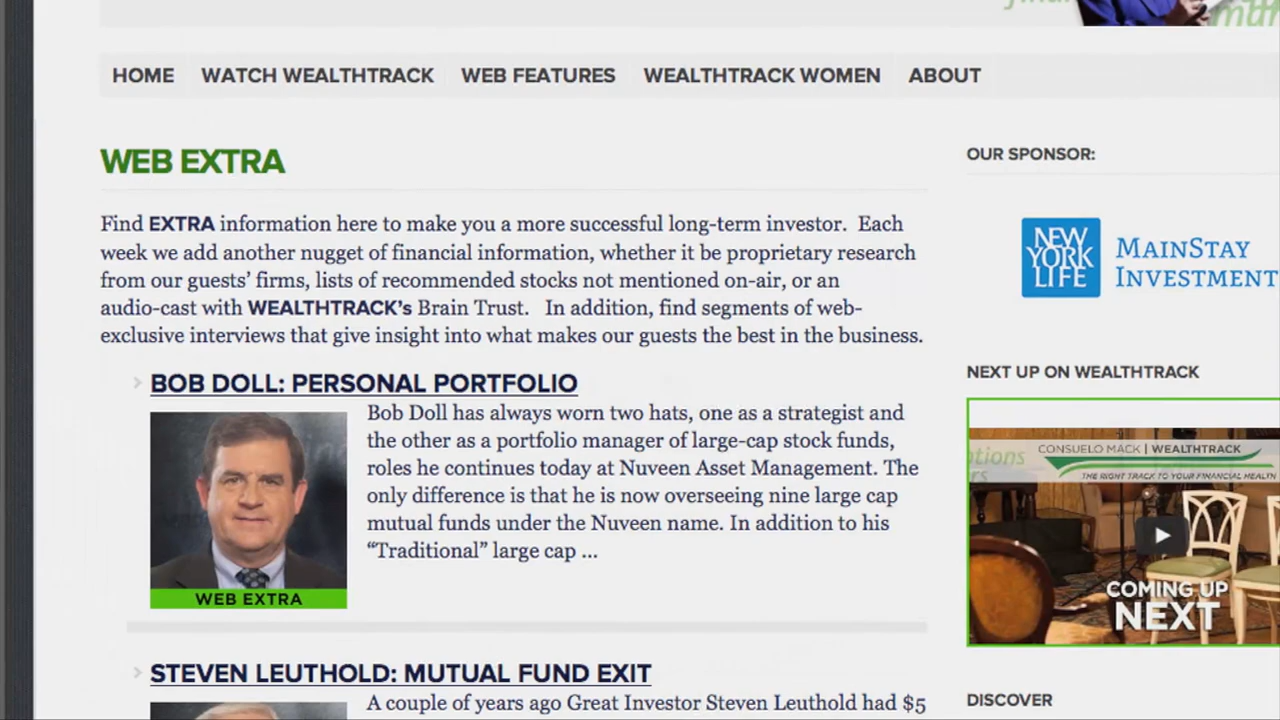 HOME WATCH WEALTHTRACK WEB FEATURES WEALTHTRACK WOMEN ABOUT
WEB EXTRA
Find EXTRA information here to make you a more successful long-term investor. Each
week we add another nugget of financial information, whether it be proprietary research
from our guests' firms, lists of recommended stocks not mentioned on-air, or an
audio-cast with WEALTHTRACK's Brain Trust. In addition, find segments of web-
exclusive interviews that give insight into what makes our guests the best in the business.
BOB DOLL: PERSONAL PORTFOLIO
Bob Doll has always worn two hats, one as a strategist and
the other as a portfolio manager of large-cap stock funds,
roles he continues today at Nuveen Asset Management. The
only difference is that he is now overseeing nine large cap
mutual funds under the Nuveen name. In addition to his
“Traditional” large cap ...
WEB EXTRA
STEVEN LEUTHOLD: MUTUAL FUND EXIT
A couple of years ago Great Investor Steven Leuthold had $5
OUR SPONSOR:
NEW
YORK
LIFE
MAINSTAY
INVESTMENT
NEXT UP ON WEALTHTRACK
CONSUELO MACK | WEALTHTRACK
THE RIGHT TRACK TO YOUR FINANCIAL HEALTH
COMING UP
NEXT
DISCOVER